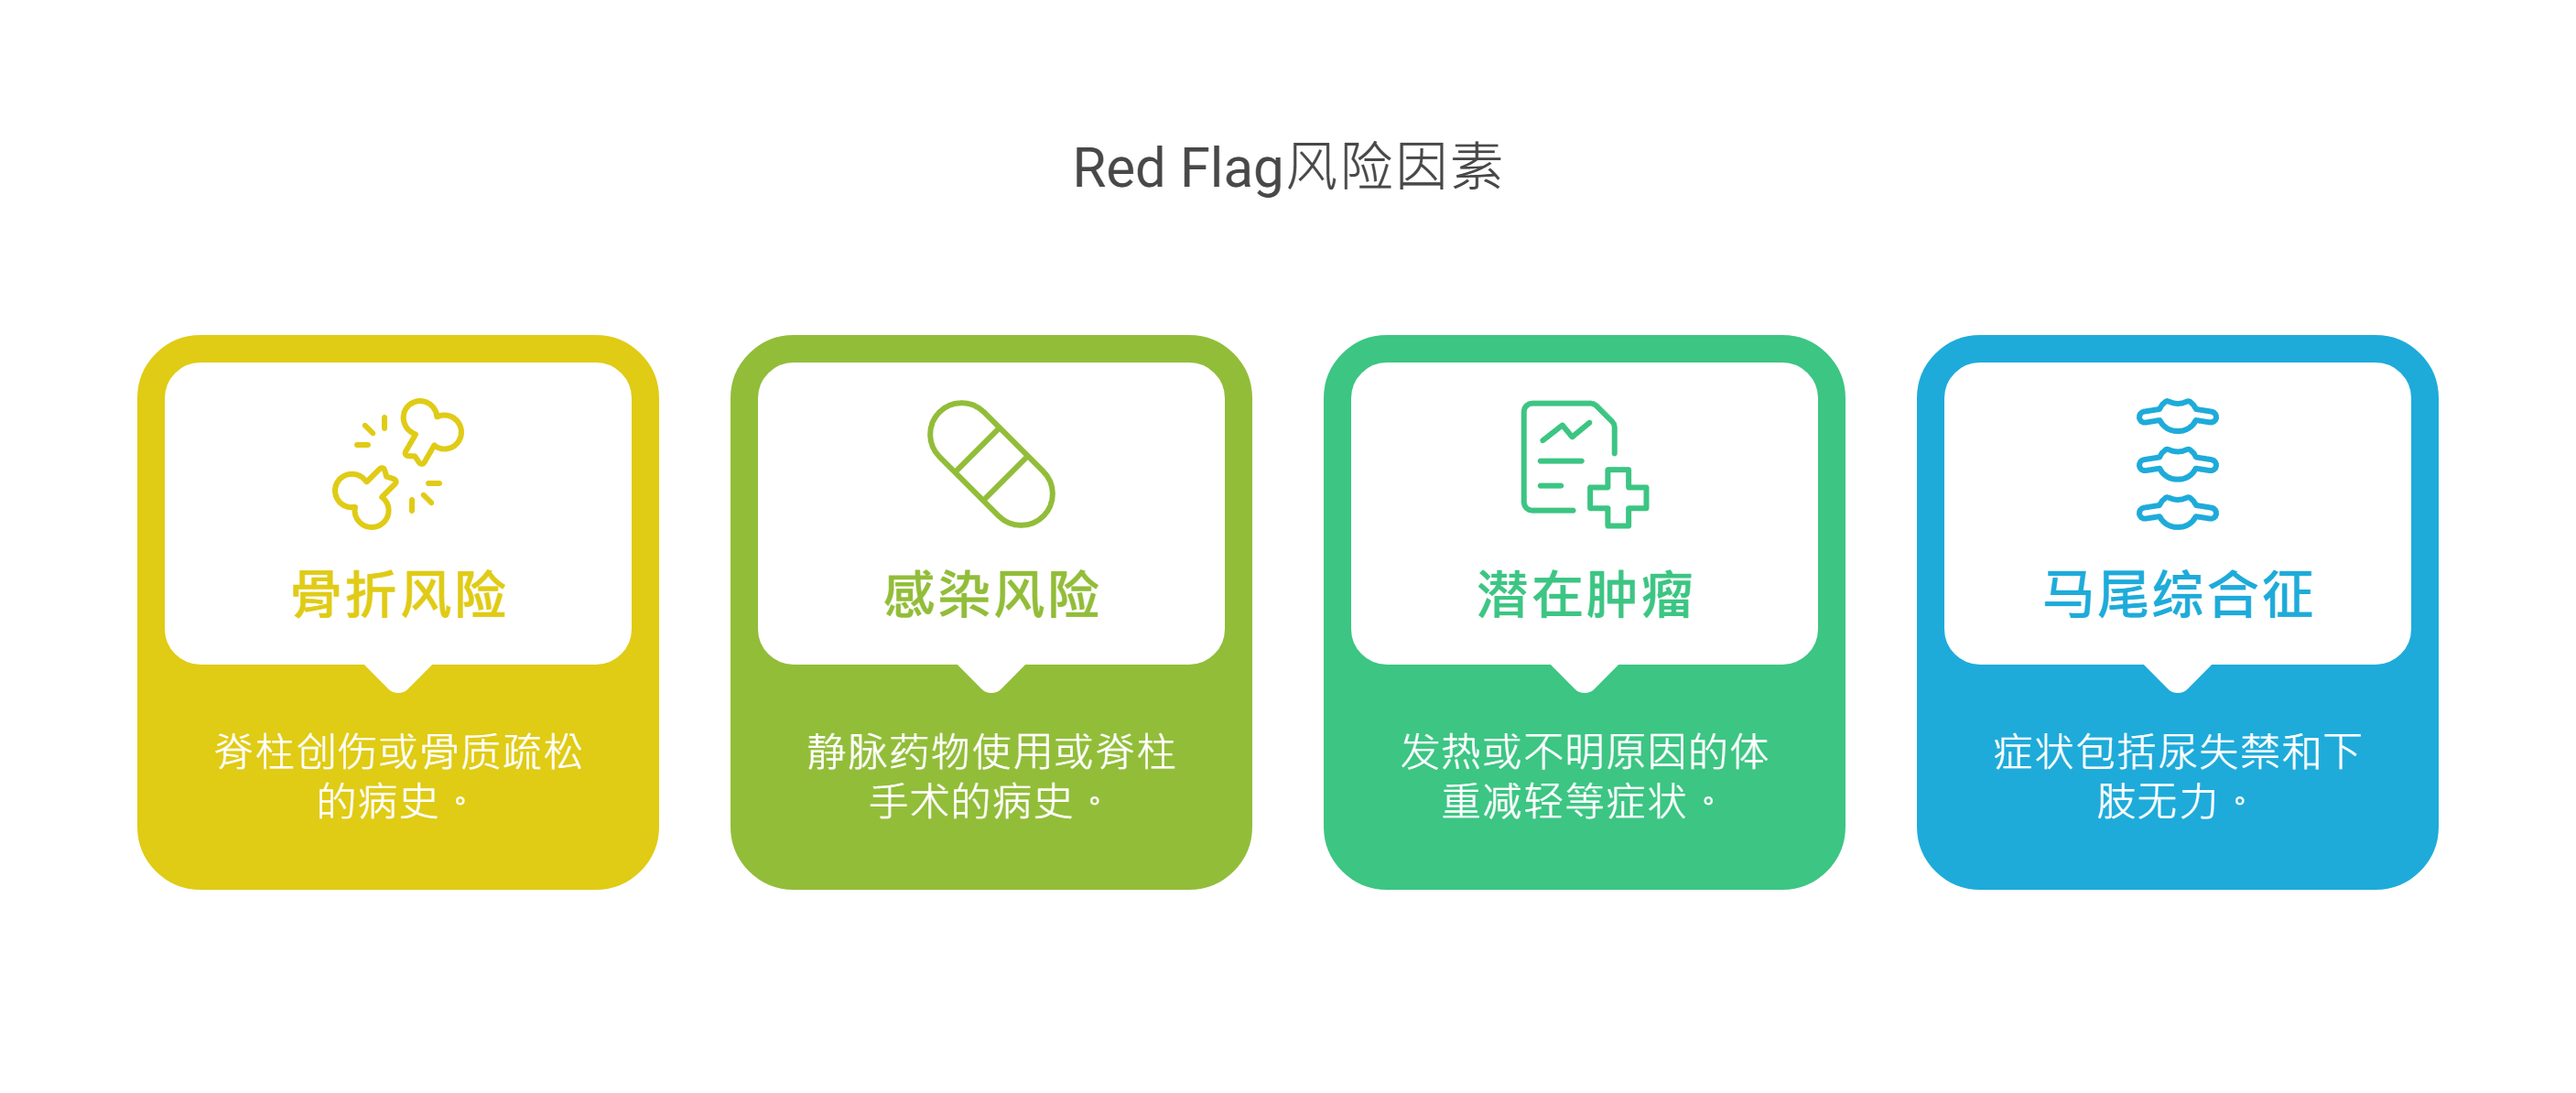 Red Flag风险因素
骨折风险
脊柱创伤或骨质疏松
的病史。
感染风险
静脉药物使用或脊柱
手术的病史。
潜在肿瘤
发热或不明原因的体
重减轻等症状。
马尾综合征
症状包括尿失禁和下
肢无力。